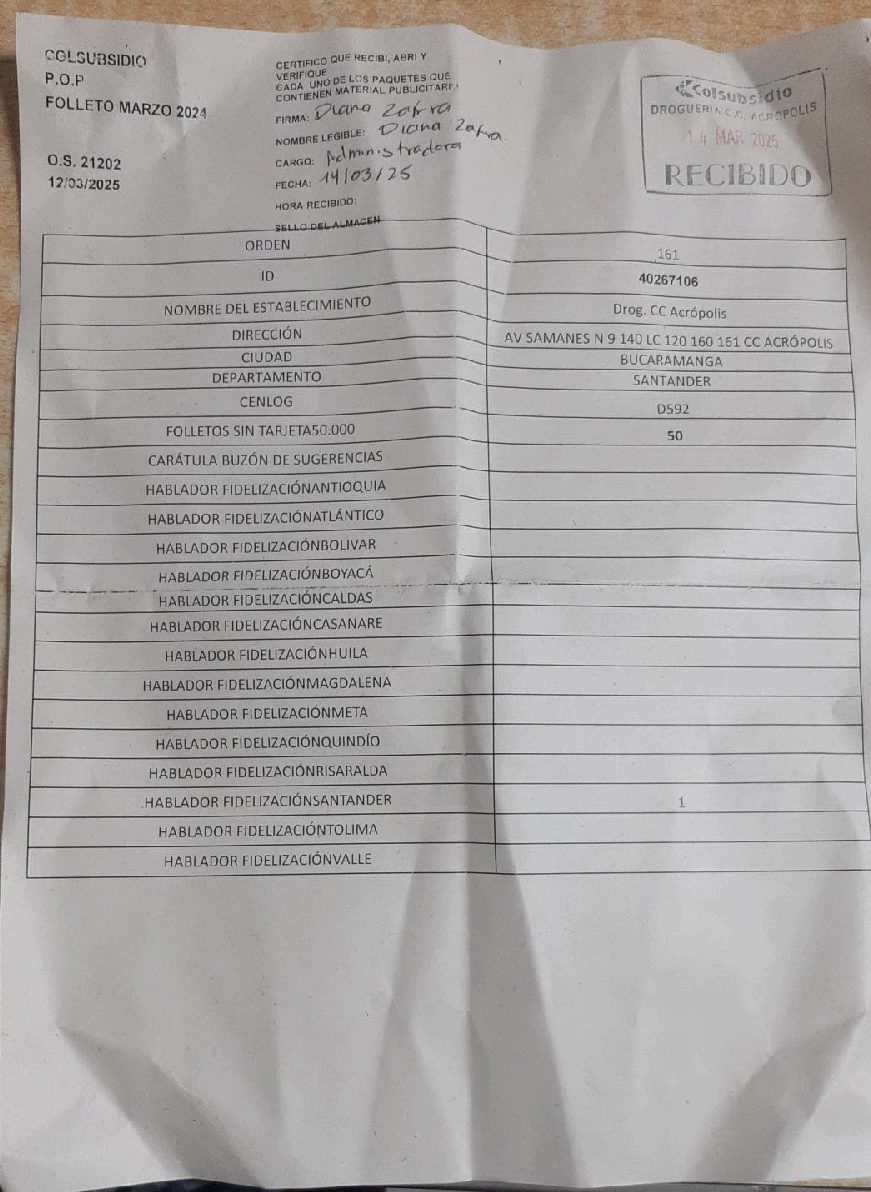 COLSUBSIDIO
P.O.P
FOLLETO MARZO 2024
O.S. 21202
12/03/2025
CERTIFICO QUE RECIBI, ABRI Y
VERIFIQUE
CADA UNO DE LOS PAQUETES QUE
CONTIENEN MATERIAL PUBLICITARI
FIRMA: Diana Zafra
NOMBRE LEGIBLE: Diana Zafra
CARGO: Administradora
FECHA: 14/03/25
HORA RECIBIDO:
SELLO DEL ALMACEN
Colsubsidio
DROGUERIA C.C. ACROPOLIS
14 MAR 2025
RECIBIDO
ORDEN 161
ID 40267106
NOMBRE DEL ESTABLECIMIENTO Drog. CC Acrópolis
DIRECCIÓN AV SAMANES N 9 140 LC 120 160 161 CC ACRÓPOLIS
CIUDAD BUCARAMANGA
DEPARTAMENTO SANTANDER
CENLOG D592
FOLLETOS SIN TARJETA50.000 50
CARÁTULA BUZÓN DE SUGERENCIAS
HABLADOR FIDELIZACIÓNANTIOQUIA
HABLADOR FIDELIZACIÓNATLÁNTICO
HABLADOR FIDELIZACIÓNBOLIVAR
HABLADOR FIDELIZACIÓNBOYACÁ
HABLADOR FIDELIZACIÓNCALDAS
HABLADOR FIDELIZACIÓNCASANARE
HABLADOR FIDELIZACIÓNHUILA
HABLADOR FIDELIZACIÓNMAGDALENA
HABLADOR FIDELIZACIÓNMETA
HABLADOR FIDELIZACIÓNQUINDÍO
HABLADOR FIDELIZACIÓNRISARALDA
HABLADOR FIDELIZACIÓNSANTANDER 1
HABLADOR FIDELIZACIÓNTOLIMA
HABLADOR FIDELIZACIÓNVALLE